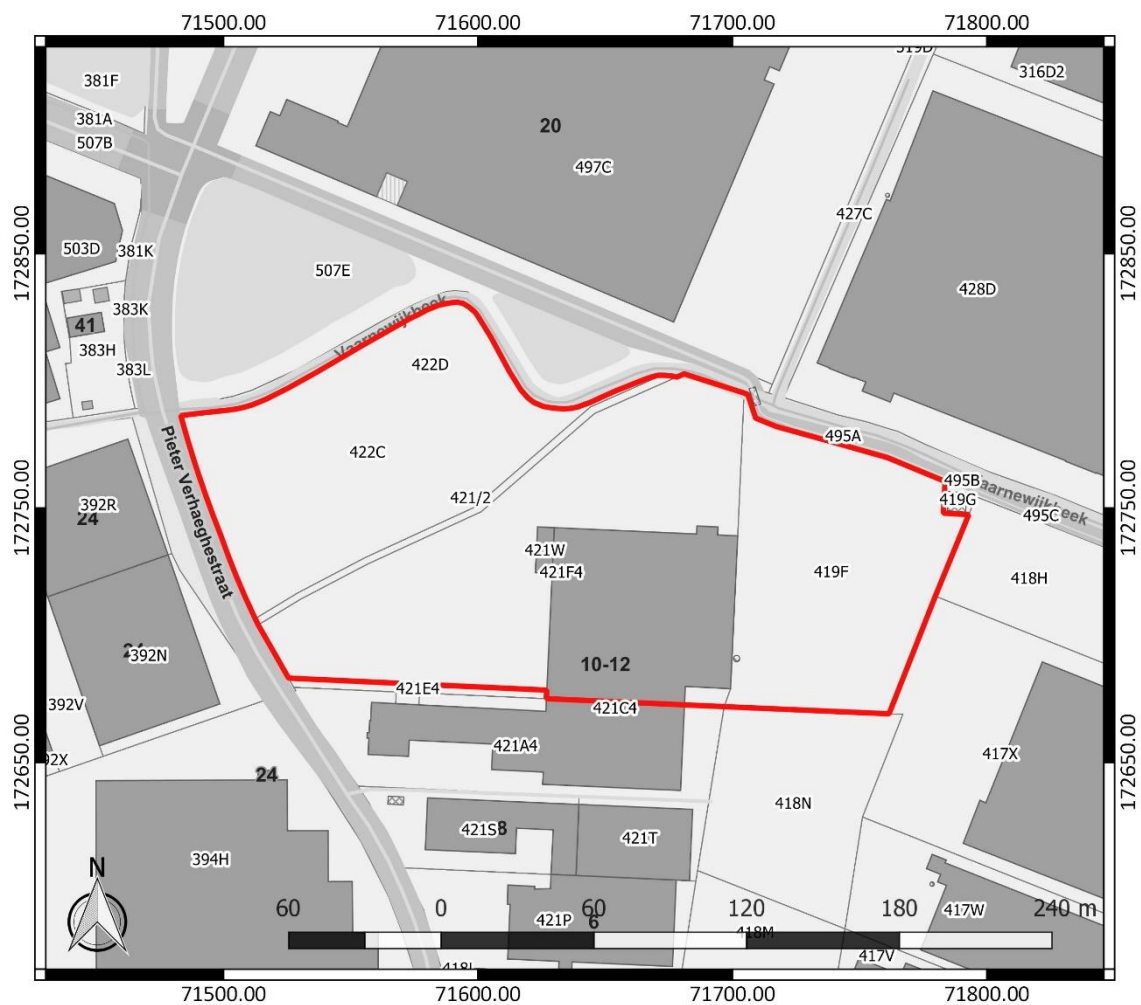 71500.00
71600.00
71700.00
71800.00
319D
381F
316D2
381A
20
507B
497C
427C
503D
381K
172850.00
172850.00
507E
428D
383K
41
Vaarnewijkbeek
383H
383L
422D
495A
Pieter Verhaeghestraat
422C
495B
Vaarnewijkbeek
392R
421/2
419G
495C
24
172750.00
172750.00
421W
421F4
419F
418H
392N
10-12
421E4
392V
421C4
421A4
417X
172650.00
172650.00
24
418N
421S
8
421T
394H
N
60
0
60
120
180
240 m
421P
6
417W
418M
417V
71500.00
71600.00
71700.00
71800.00